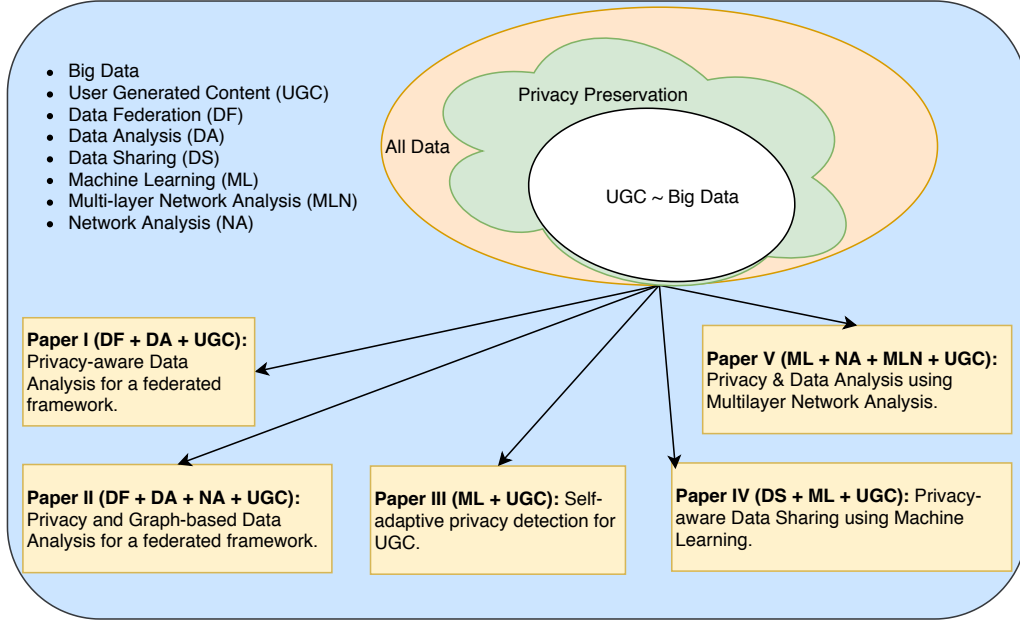 • Big Data
• User Generated Content (UGC)
• Data Federation (DF)
• Data Analysis (DA)
• Data Sharing (DS)
• Machine Learning (ML)
• Multi-layer Network Analysis (MLN)
• Network Analysis (NA)
Privacy Preservation
All Data
UGC ~ Big Data
Paper I (DF + DA + UGC):
Privacy-aware Data
Analysis for a federated
framework.
Paper V (ML + NA + MLN + UGC):
Privacy & Data Analysis using
Multilayer Network Analysis.
Paper II (DF + DA + NA + UGC):
Privacy and Graph-based Data
Analysis for a federated framework.
Paper III (ML + UGC): Self-
adaptive privacy detection for
UGC.
Paper IV (DS + ML + UGC): Privacy-
aware Data Sharing using Machine
Learning.